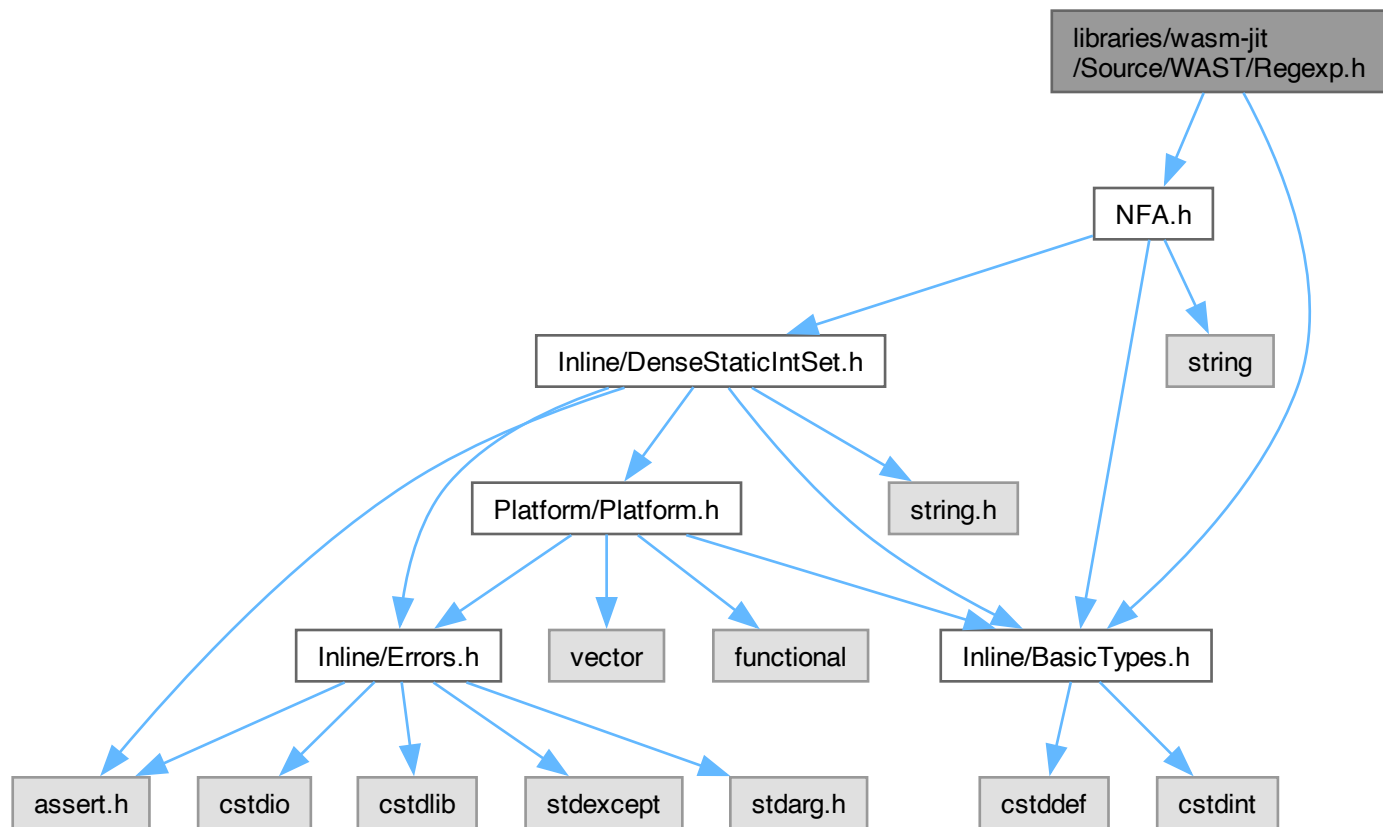 libraries/wasm-jit
/Source/WAST/Regexp.h
NFA.h
Inline/DenseStaticIntSet.h
string
Platform/Platform.h
string.h
Inline/Errors.h
vector
functional
Inline/BasicTypes.h
assert.h
cstdio
cstdlib
stdexcept
stdarg.h
cstddef
cstdint